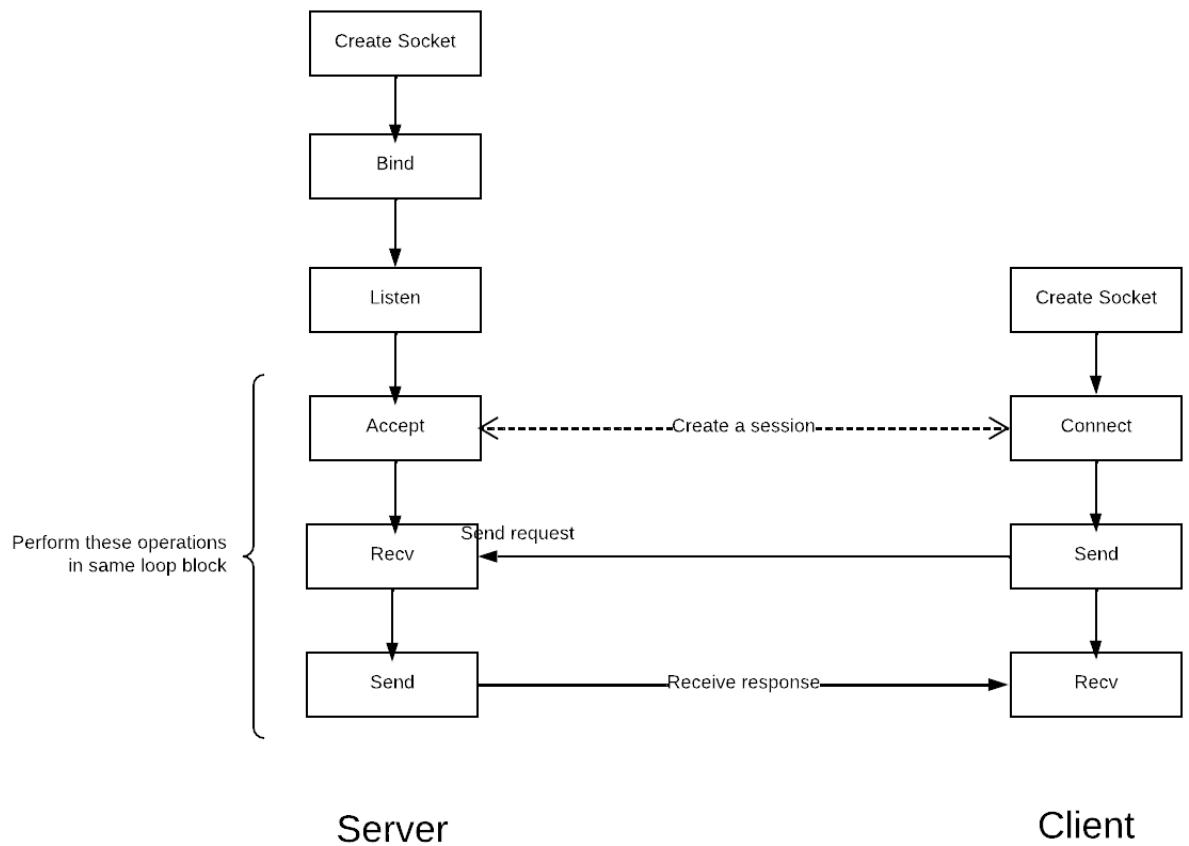 Create Socket
Bind
Listen
Create Socket
Accept
Create a session
Connect
Send request
Perform these operations
in same loop block
Recv
Send
Send
Receive response
Recv
Server
Client